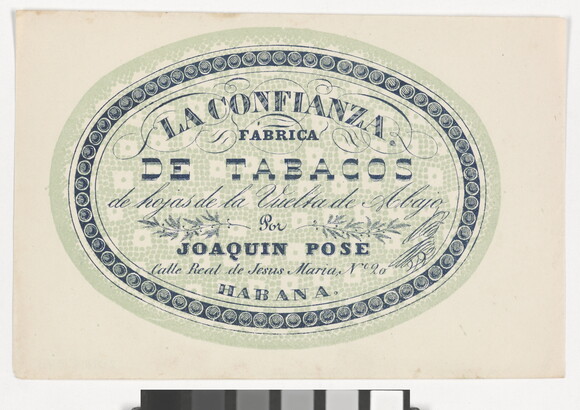 LA CONFIANZA.
FABRICA
DE TABACOS
de hojas de la Vuelta de Abajo
Por
JOAQUIN POSE
Calle Real de Jesus Maria, Nº 20
HABANA.